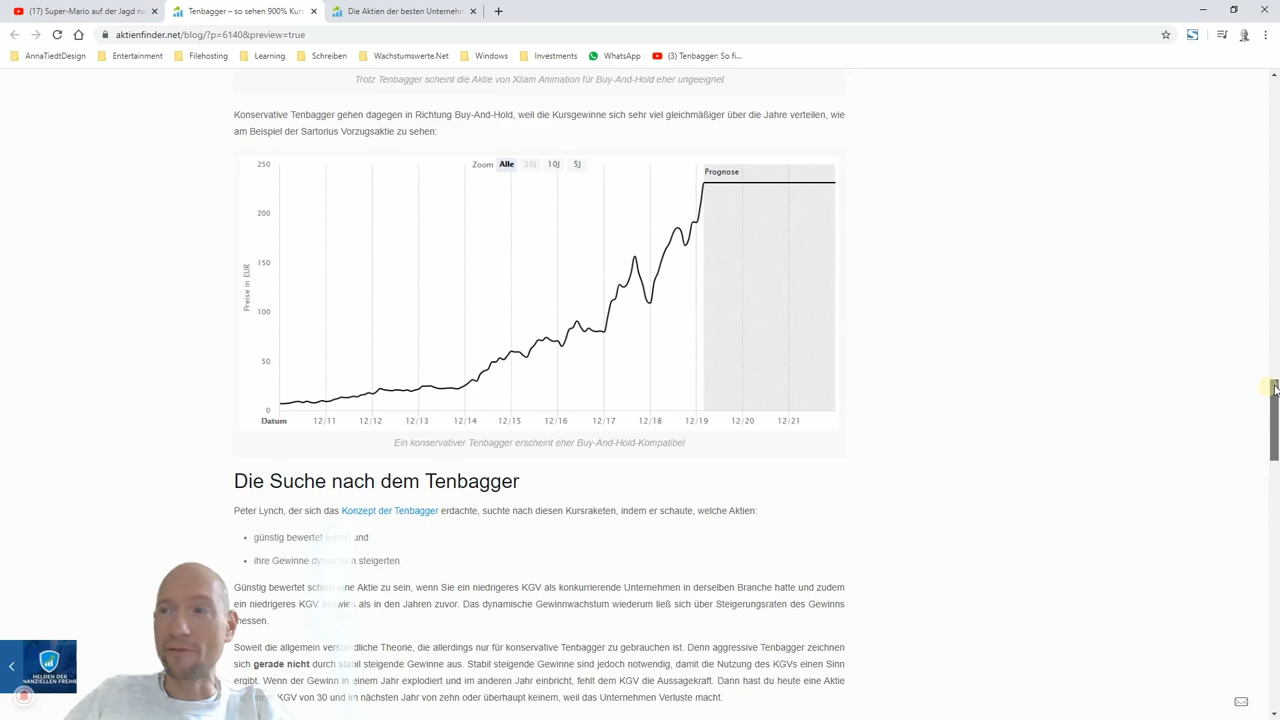 (17) Super-Mario auf der Jagd na
Tenbagger – so sehen 900% Kurs
Die Aktien der besten Unternehm
aktienfinder.net/blog/?p=6140&preview=true
AnnaTiedtDesign Entertainment Filehosting Learning Schreiben Wachstumswerte.Net Windows Investments WhatsApp (3) Tenbagger: So fi...
Trotz Tenbagger scheint die Aktie von Xilam Animation für Buy-And-Hold eher ungeeignet
Konservative Tenbagger gehen dagegen in Richtung Buy-And-Hold, weil die Kursgewinne sich sehr viel gleichmäßiger über die Jahre verteilen, wie
am Beispiel der Sartorius Vorzugsaktie zu sehen:
Zoom Alle 20J 10J 5J
Prognose
250
200
150
100
50
0
Preise in EUR
Datum 12/11 12/12 12/13 12/14 12/15 12/16 12/17 12/18 12/19 12/20 12/21
Ein konservativer Tenbagger erscheint eher Buy-And-Hold-Kompatibel
Die Suche nach dem Tenbagger
Peter Lynch, der sich das Konzept der Tenbagger erdachte, suchte nach diesen Kursraketen, indem er schaute, welche Aktien:
günstig bewertet und
ihre Gewinne dynamisch steigerten
Günstig bewertet schien eine Aktie zu sein, wenn Sie ein niedrigeres KGV als konkurrierende Unternehmen in derselben Branche hatte und zudem
ein niedrigeres KGV auswies als in den Jahren zuvor. Das dynamische Gewinnwachstum wiederum ließ sich über Steigerungsraten des Gewinns
messen.
Soweit die allgemein verständliche Theorie, die allerdings nur für konservative Tenbagger zu gebrauchen ist. Denn aggressive Tenbagger zeichnen
sich gerade nicht durch stabil steigende Gewinne aus. Stabil steigende Gewinne sind jedoch notwendig, damit die Nutzung des KGVs einen Sinn
ergibt. Wenn der Gewinn in einem Jahr explodiert und im anderen Jahr einbricht, fehlt dem KGV die Aussagekraft. Dann hast du heute eine Aktie
KGV von 30 und im nächsten Jahr von zehn oder überhaupt keinem, weil das Unternehmen Verluste macht.
HELDEN DER
FINANZIELLEN FREIHEIT